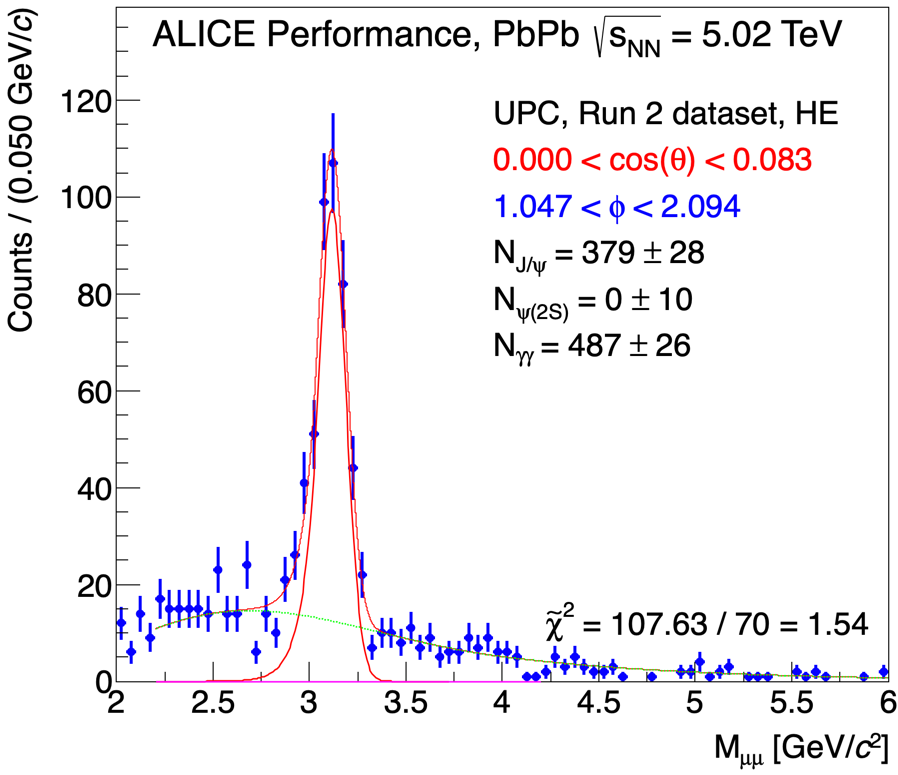 ALICE Performance, PbPb √sNN = 5.02 TeV
UPC, Run 2 dataset, HE
0.000 < cos(θ) < 0.083
1.047 < ϕ < 2.094
NJ/ψ = 379 ± 28
Nψ(2S) = 0 ± 10
Nγγ = 487 ± 26
χ̃² = 107.63 / 70 = 1.54
Counts / (0.050 GeV/c)
120
100
80
60
40
20
0
2 2.5 3 3.5 4 4.5 5 5.5 6
Mμμ [GeV/c²]